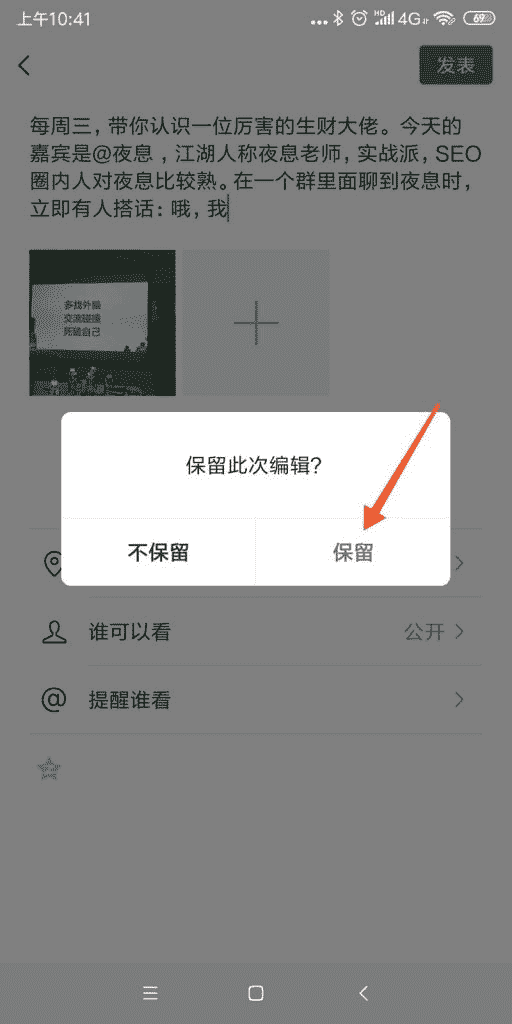 上午10:41
HD 4G 69
发表
每周三，带你认识一位厉害的生财大佬。今天的
嘉宾是@夜息 ，江湖人称夜息老师，实战派，SEO
圈内人对夜息比较熟。在一个群里面聊到夜息时，
立即有人搭话：哦，我
多找外脑
交流碰撞
死磕自己
保留此次编辑?
不保留
保留
谁可以看
公开
@ 提醒谁看